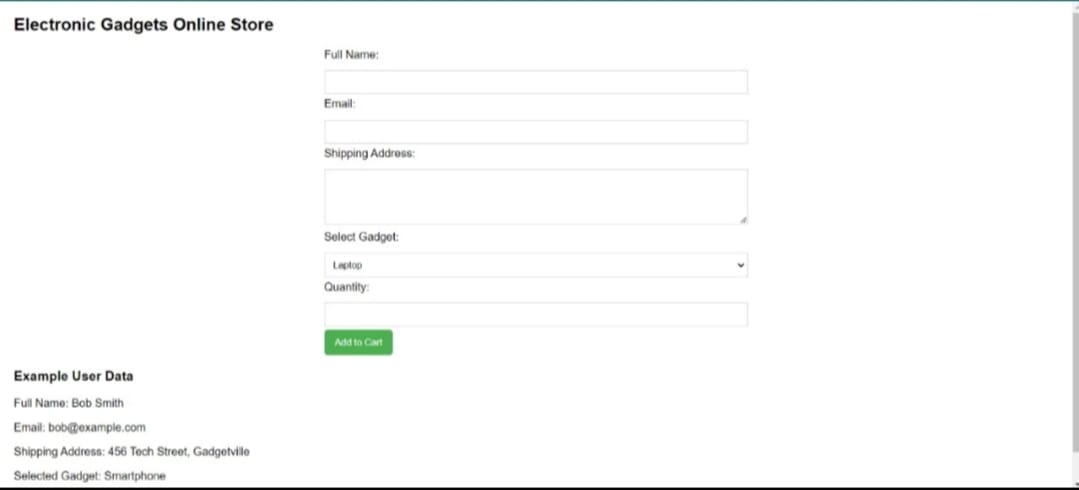 Electronic Gadgets Online Store
Full Name:
Email:
Shipping Address:
Select Gadget:
Laptop
Quantity:
Add to Cart
Example User Data
Full Name: Bob Smith
Email: bob@example.com
Shipping Address: 456 Tech Street, Gadgetville
Selected Gadget: Smartphone